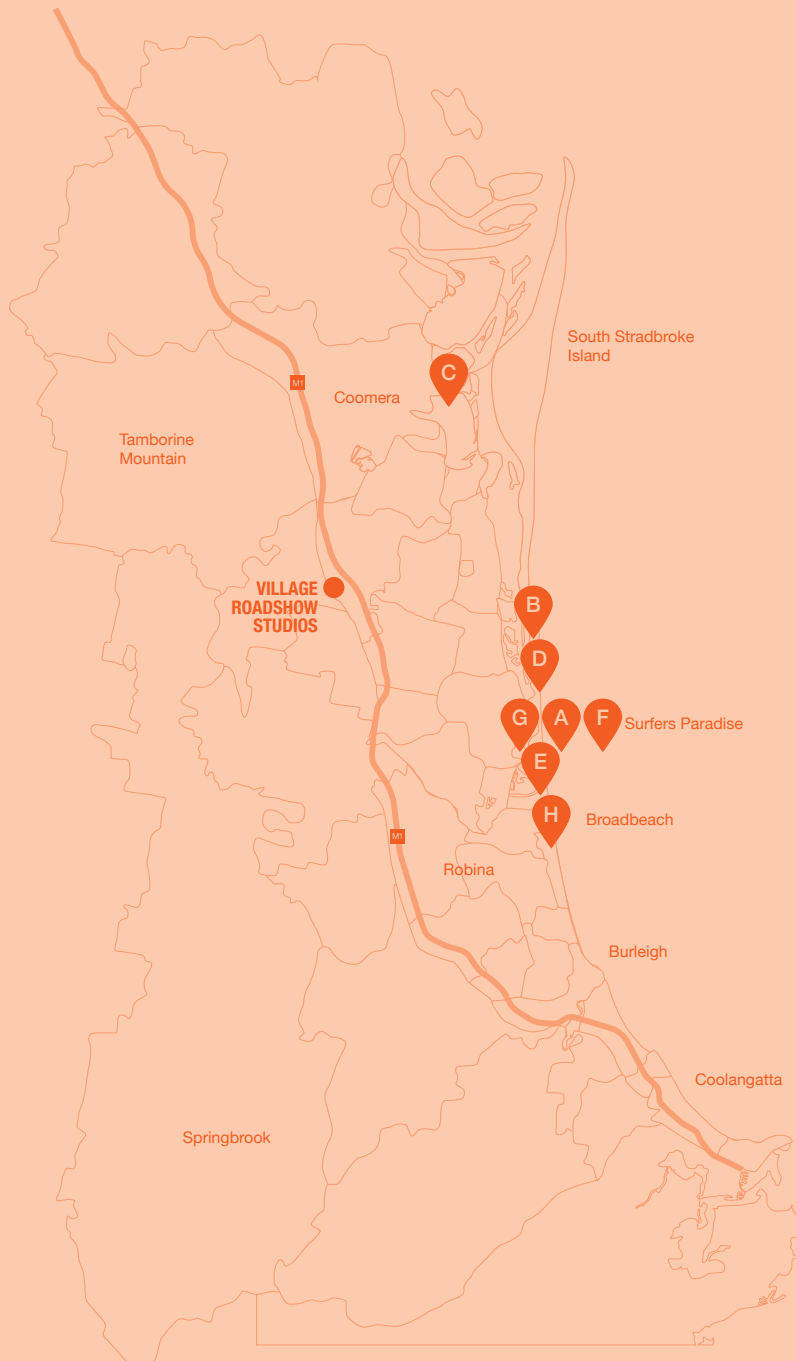 South Stradbroke
Island
C
M1
Coomera
Tamborine
Mountain
VILLAGE
ROADSHOW
STUDIOS
B
D
G
A
F
Surfers Paradise
E
H
Broadbeach
M1
Robina
Burleigh
Coolangatta
Springbrook